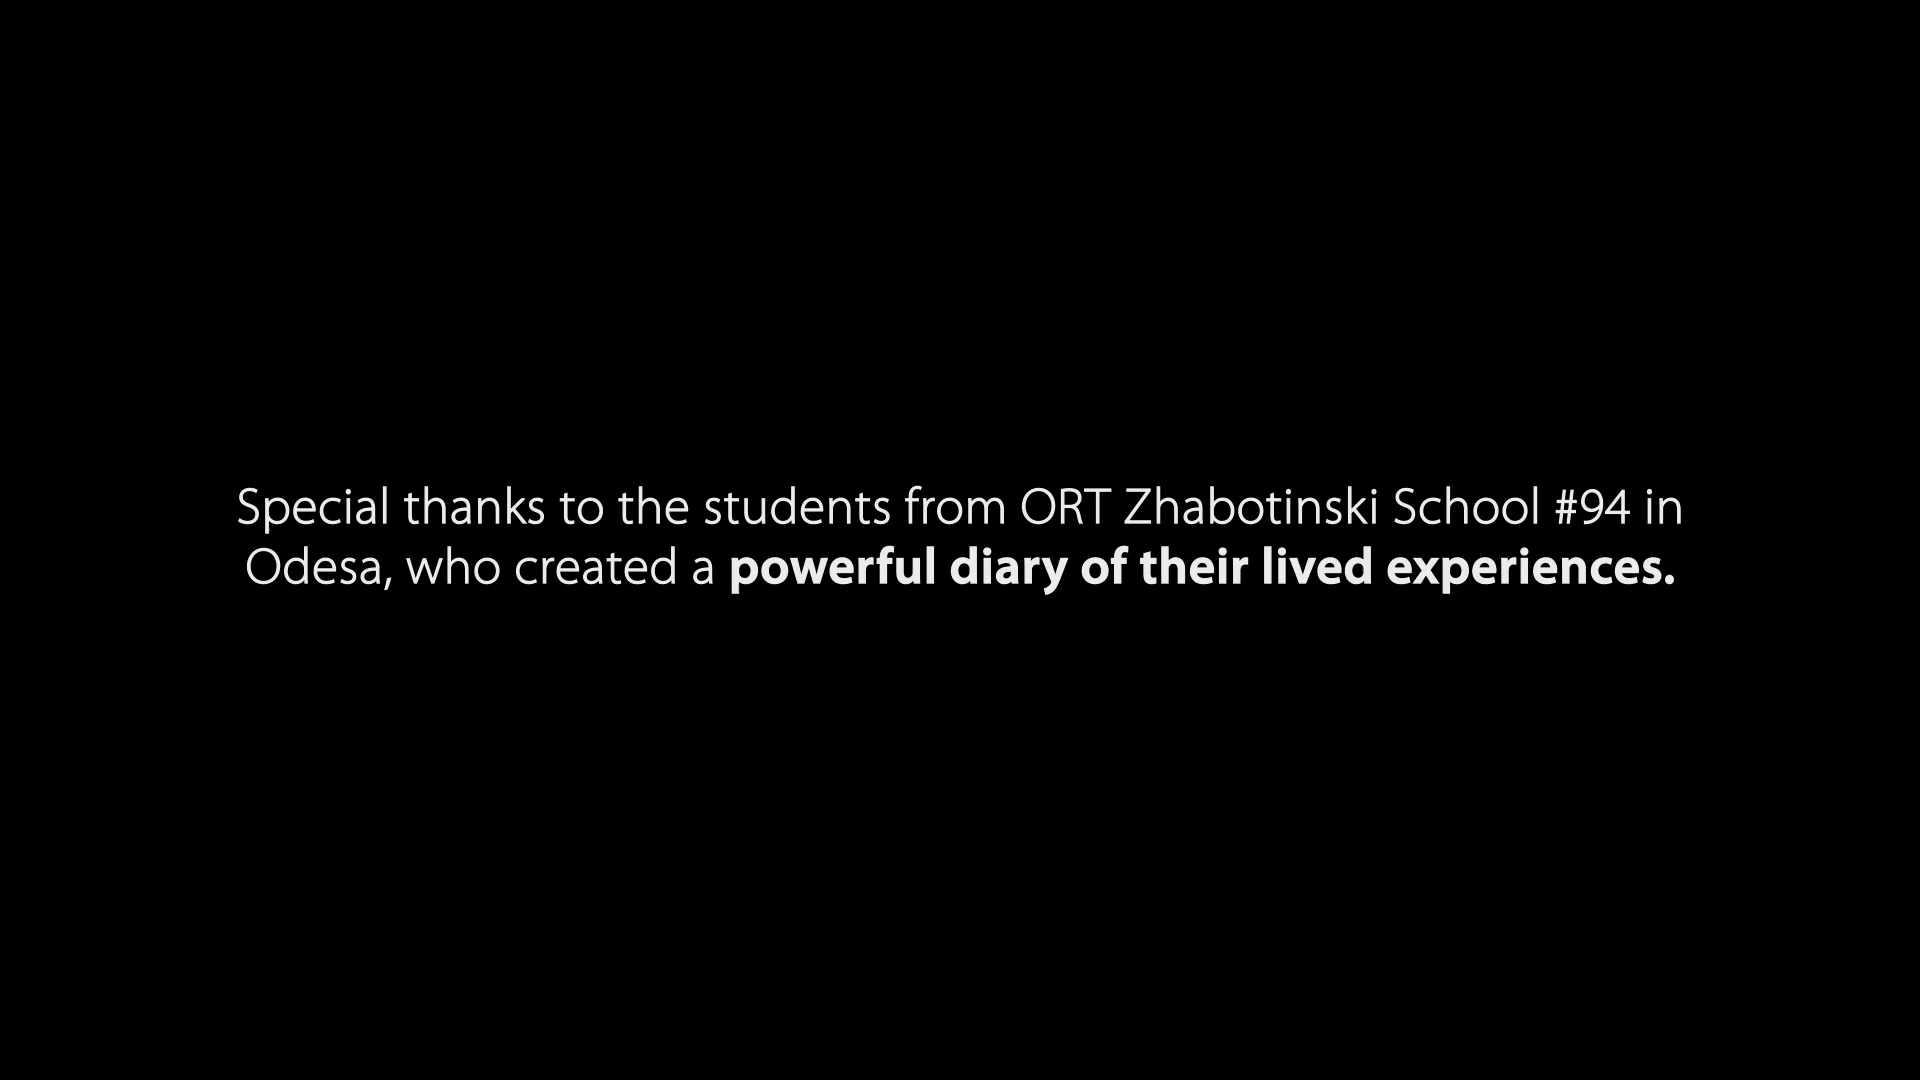 Special thanks to the students from ORT Zhabotinski School #94 in
Odesa, who created a powerful diary of their lived experiences.